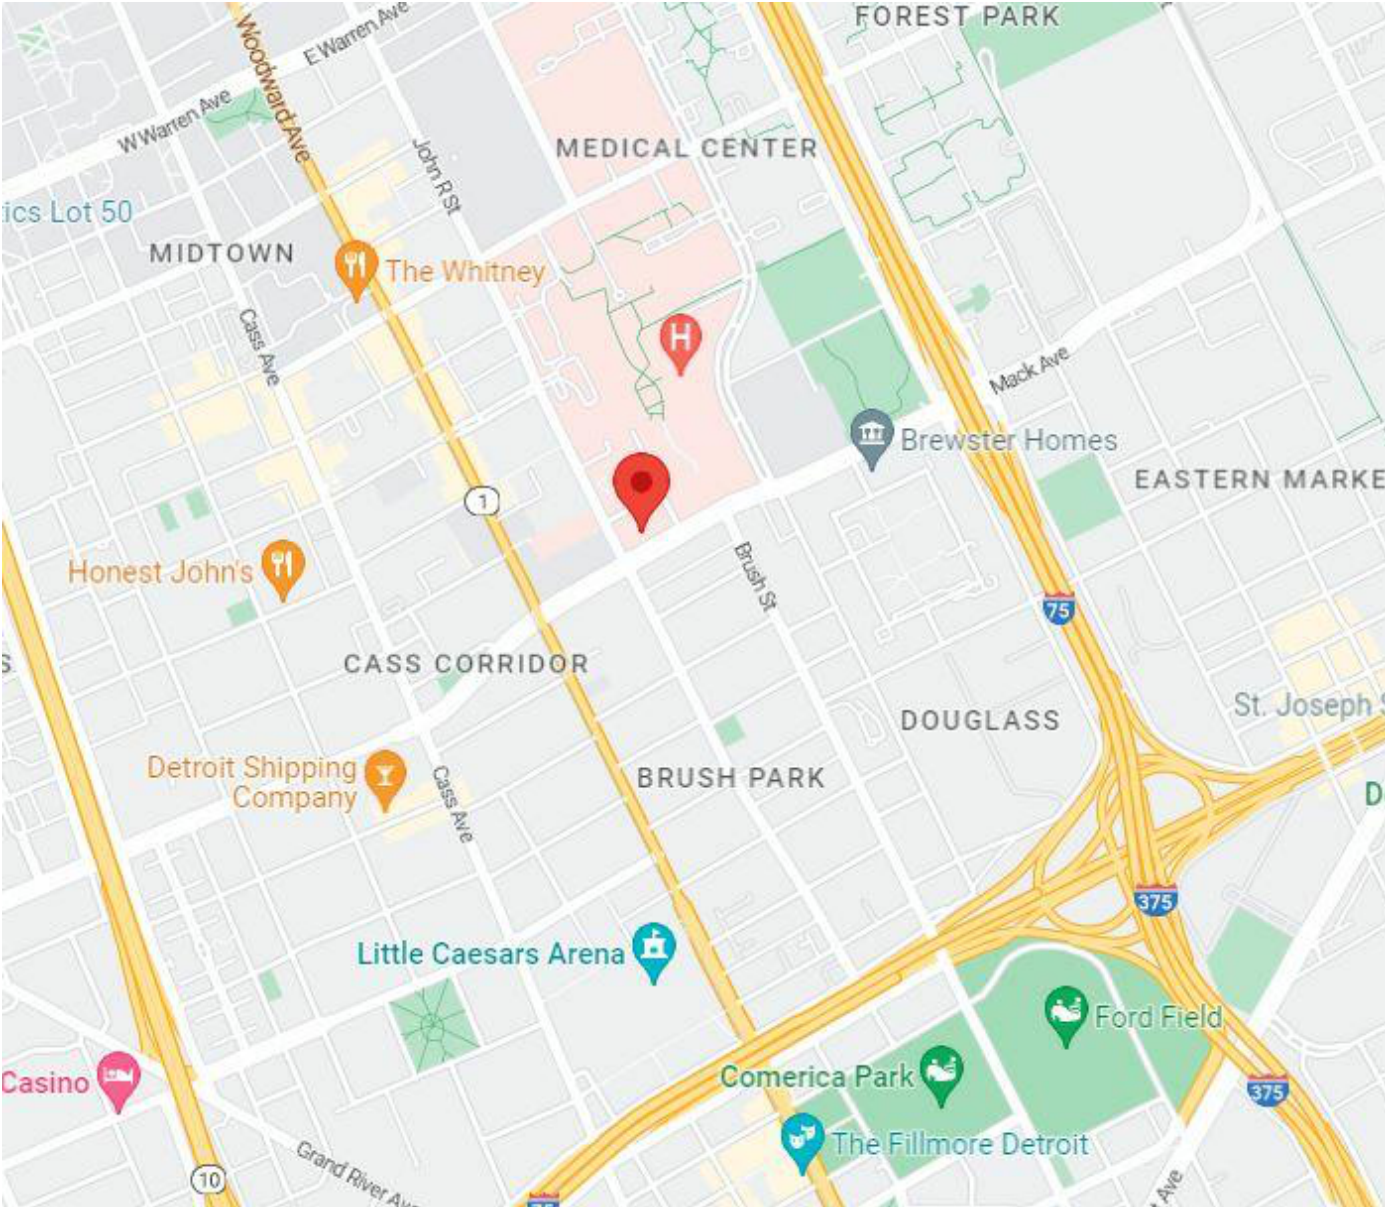 FOREST PARK
E Warren Ave
Woodward Ave
W Warren Ave
MEDICAL CENTER
John R St
ics Lot 50
MIDTOWN
The Whitney
Cass Ave
H
Mack Ave
Brewster Homes
EASTERN MARKE
1
Honest John's
Brush St
75
CASS CORRIDOR
S
St. Joseph S
DOUGLASS
Detroit Shipping
Company
BRUSH PARK
Cass Ave
D
375
Little Caesars Arena
Ford Field
Casino
Comerica Park
375
The Fillmore Detroit
Grand River Av
10
t Ave
75